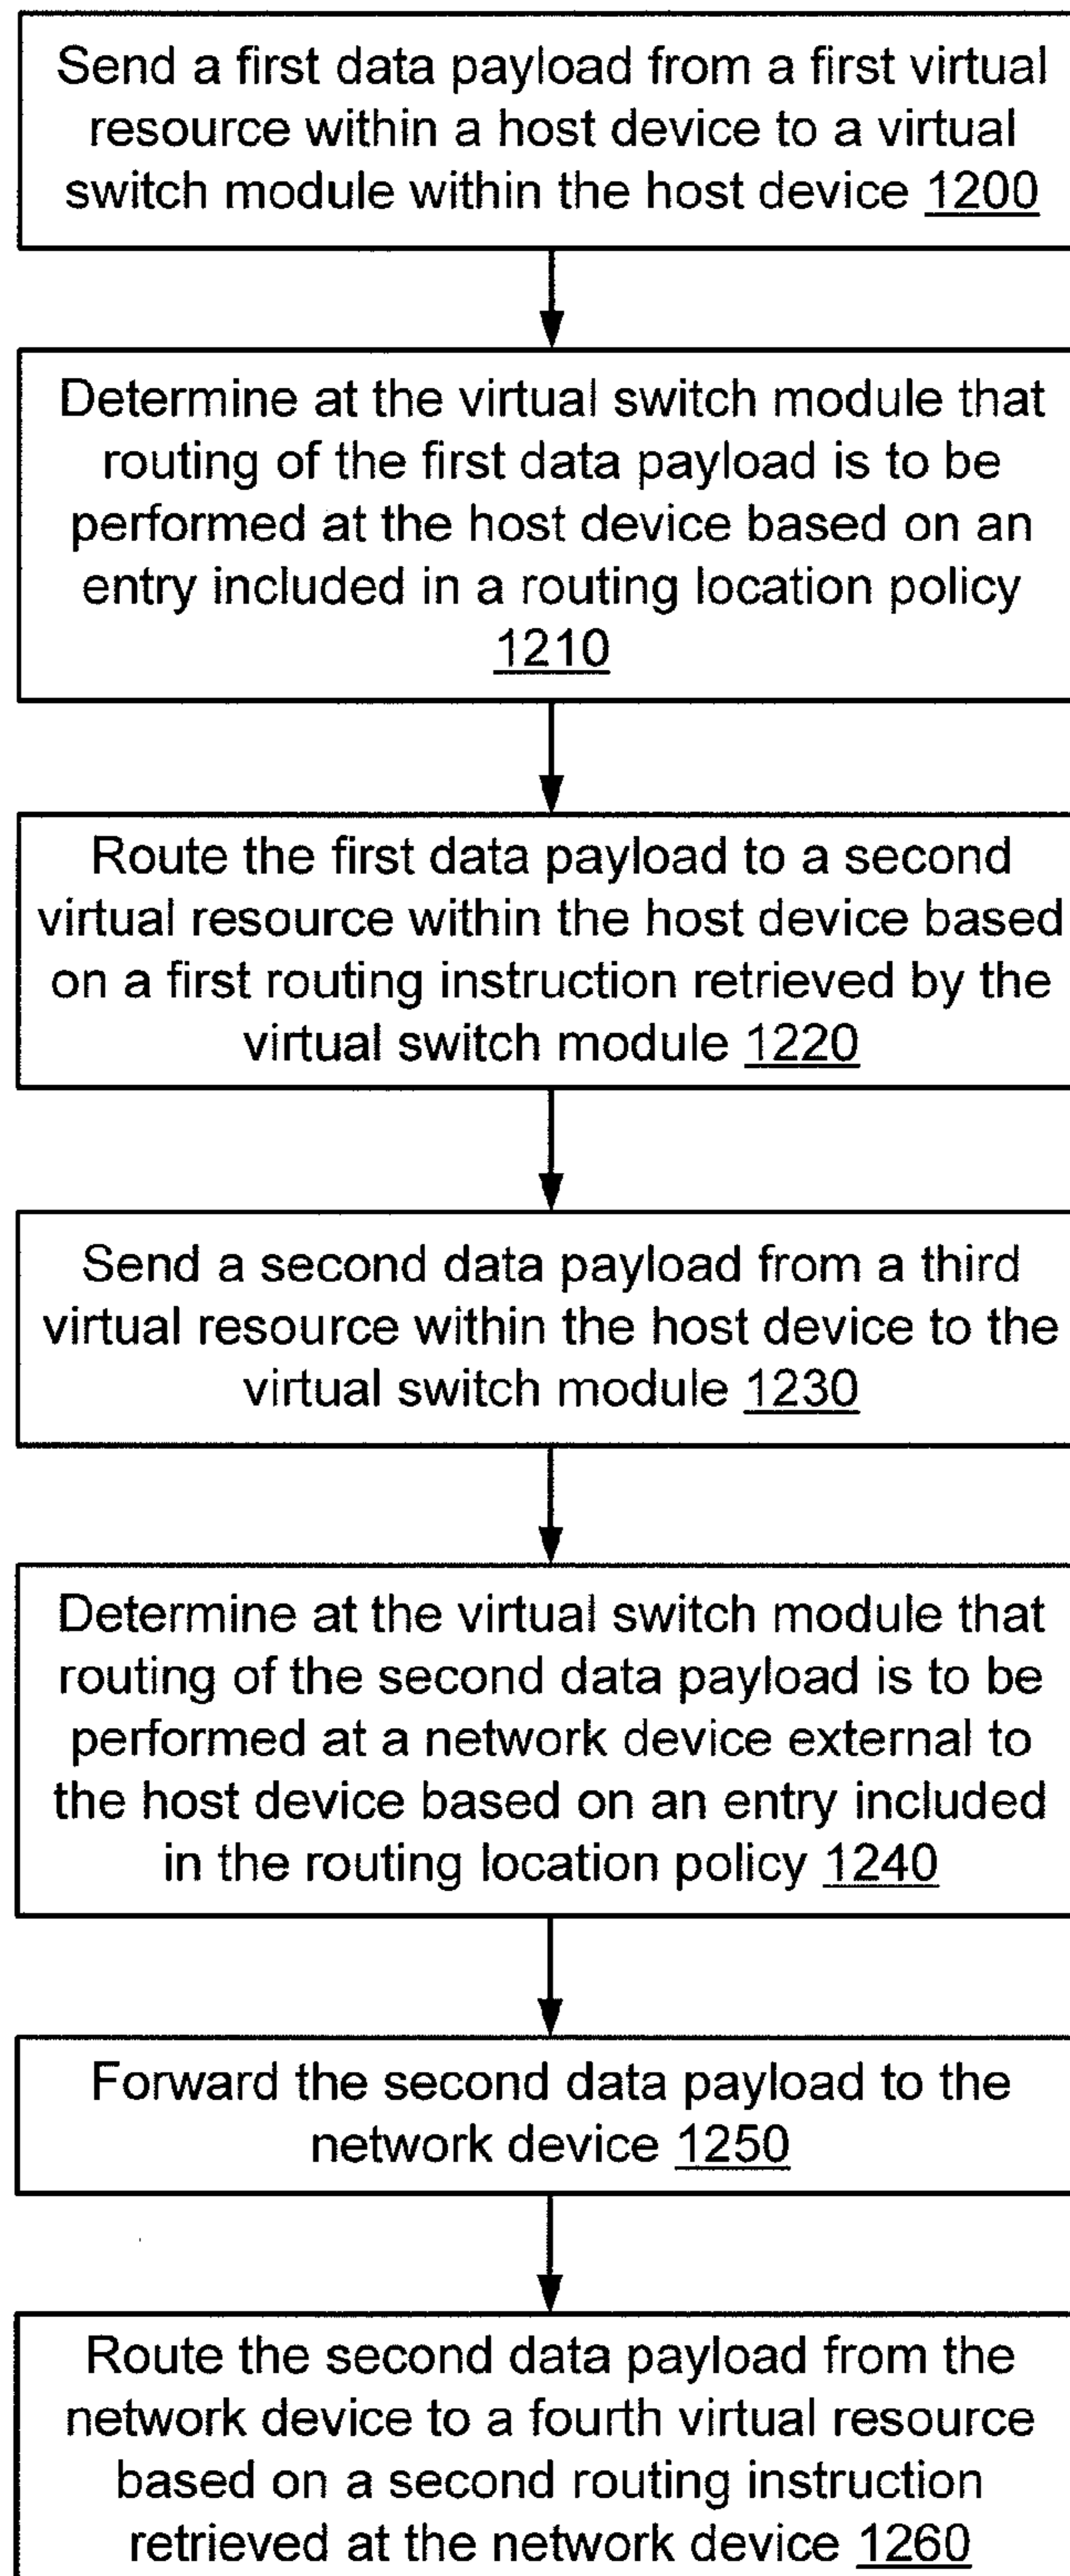 Send a first data payload from a first virtual
resource within a host device to a virtual
switch module within the host device 1200
Determine at the virtual switch module that
routing of the first data payload is to be
performed at the host device based on an
entry included in a routing location policy
1210
Route the first data payload to a second
virtual resource within the host device based
on a first routing instruction retrieved by the
virtual switch module 1220
Send a second data payload from a third
virtual resource within the host device to the
virtual switch module 1230
Determine at the virtual switch module that
routing of the second data payload is to be
performed at a network device external to
the host device based on an entry included
in the routing location policy 1240
Forward the second data payload to the
network device 1250
Route the second data payload from the
network device to a fourth virtual resource
based on a second routing instruction
retrieved at the network device 1260